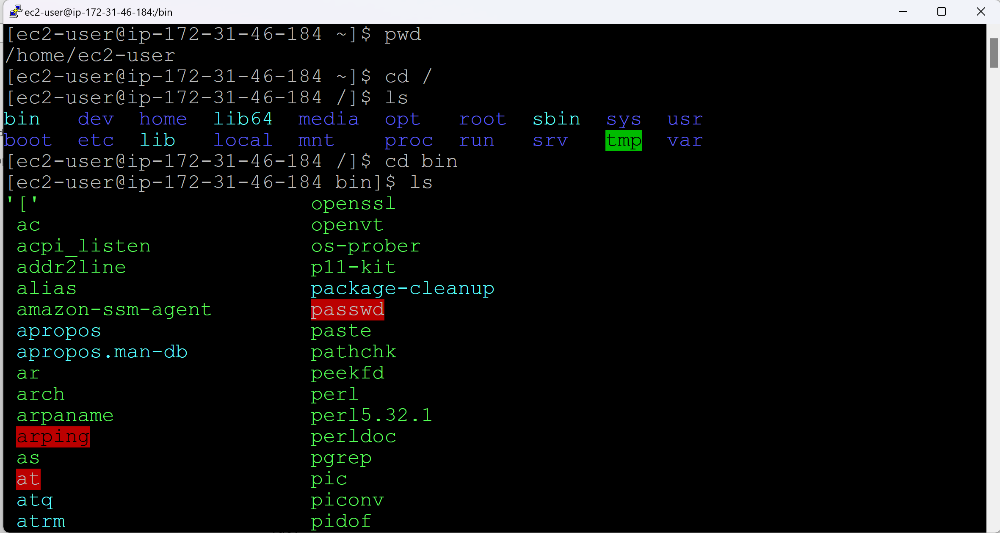 ec2-user@ip-172-31-46-184:/bin
[ec2-user@ip-172-31-46-184 ~]$ pwd
/home/ec2-user
[ec2-user@ip-172-31-46-184 ~]$ cd /
[ec2-user@ip-172-31-46-184 /]$ ls
bin dev home lib64 media opt root sbin sys usr
boot etc lib local mnt proc run srv tmp var
[ec2-user@ip-172-31-46-184 /]$ cd bin
[ec2-user@ip-172-31-46-184 bin]$ ls
'[' openssl
ac openvt
acpi_listen os-prober
addr2line p11-kit
alias package-cleanup
amazon-ssm-agent passwd
apropos paste
apropos.man-db pathchk
ar peekfd
arch perl
arpaname perl5.32.1
arping perldoc
as pgrep
at pic
atq piconv
atrm pidof